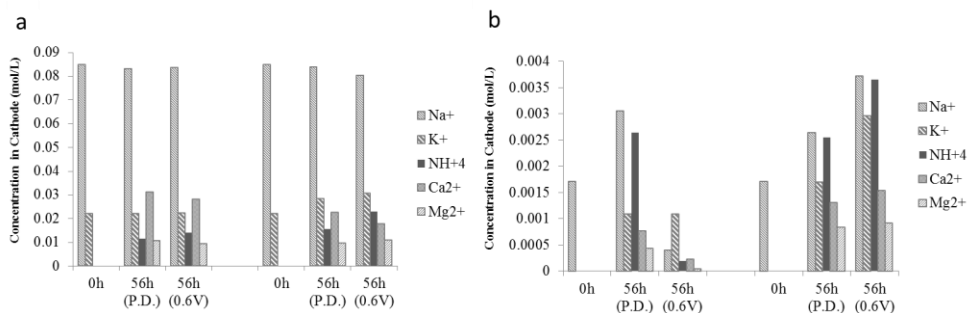 a
Concentration in Cathode (mol/L)
0.09
0.08
0.07
0.06
0.05
0.04
0.03
0.02
0.01
0
0h 56h 56h 0h 56h 56h
(P.D.) (0.6V) (P.D.) (0.6V)
Na+
K+
NH+4
Ca2+
Mg2+
b
Concentration in Cathode (mol/L)
0.004
0.0035
0.003
0.0025
0.002
0.0015
0.001
0.0005
0
0h 56h 56h 0h 56h 56h
(P.D.) (0.6V) (P.D.) (0.6V)
Na+
K+
NH+4
Ca2+
Mg2+